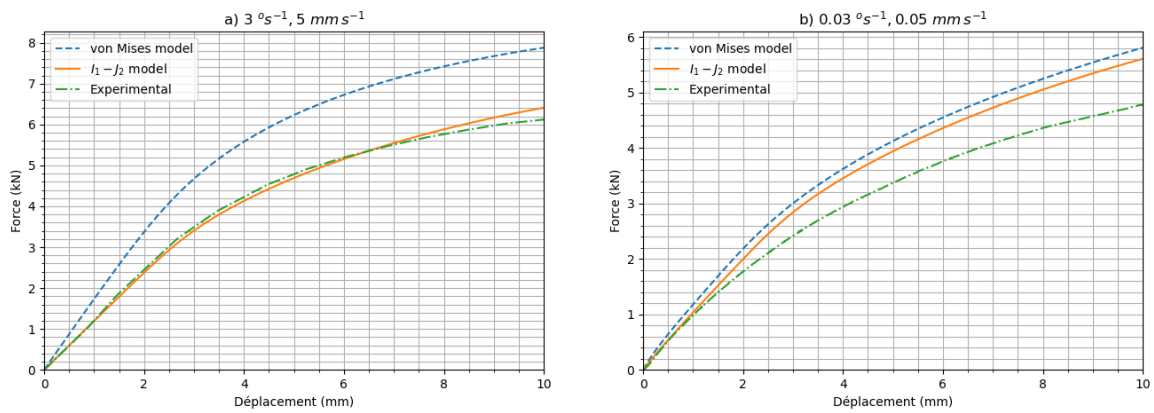 a) 3 °s⁻¹, 5 mm s⁻¹
von Mises model
I₁ − J₂ model
Experimental
Force (kN)
8
7
6
5
4
3
2
1
0
0 2 4 6 8 10
Déplacement (mm)
b) 0.03 °s⁻¹, 0.05 mm s⁻¹
von Mises model
I₁ − J₂ model
Experimental
Force (kN)
6
5
4
3
2
1
0
0 2 4 6 8 10
Déplacement (mm)